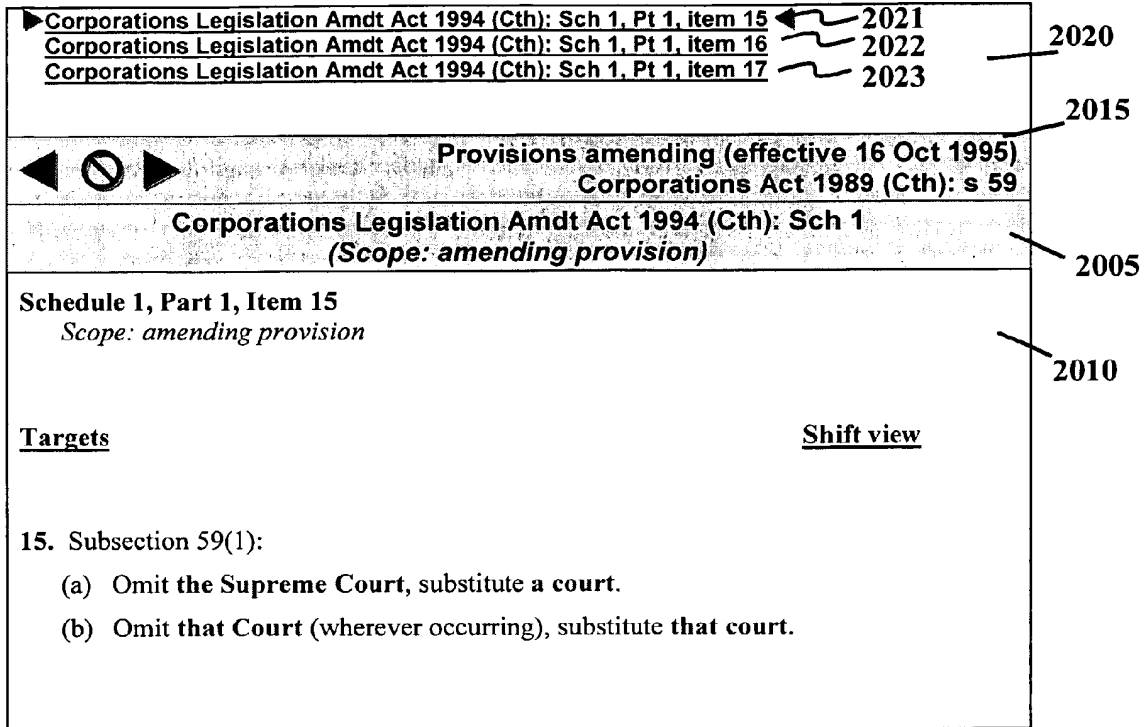 Corporations Legislation Amdt Act 1994 (Cth): Sch 1, Pt 1, item 15 2021
Corporations Legislation Amdt Act 1994 (Cth): Sch 1, Pt 1, item 16 2022
Corporations Legislation Amdt Act 1994 (Cth): Sch 1, Pt 1, item 17 2023
2020
2015
Provisions amending (effective 16 Oct 1995)
Corporations Act 1989 (Cth): s 59
Corporations Legislation Amdt Act 1994 (Cth): Sch 1
(Scope: amending provision)
2005
Schedule 1, Part 1, Item 15
Scope: amending provision
2010
Targets Shift view
15. Subsection 59(1):
(a) Omit the Supreme Court, substitute a court.
(b) Omit that Court (wherever occurring), substitute that court.